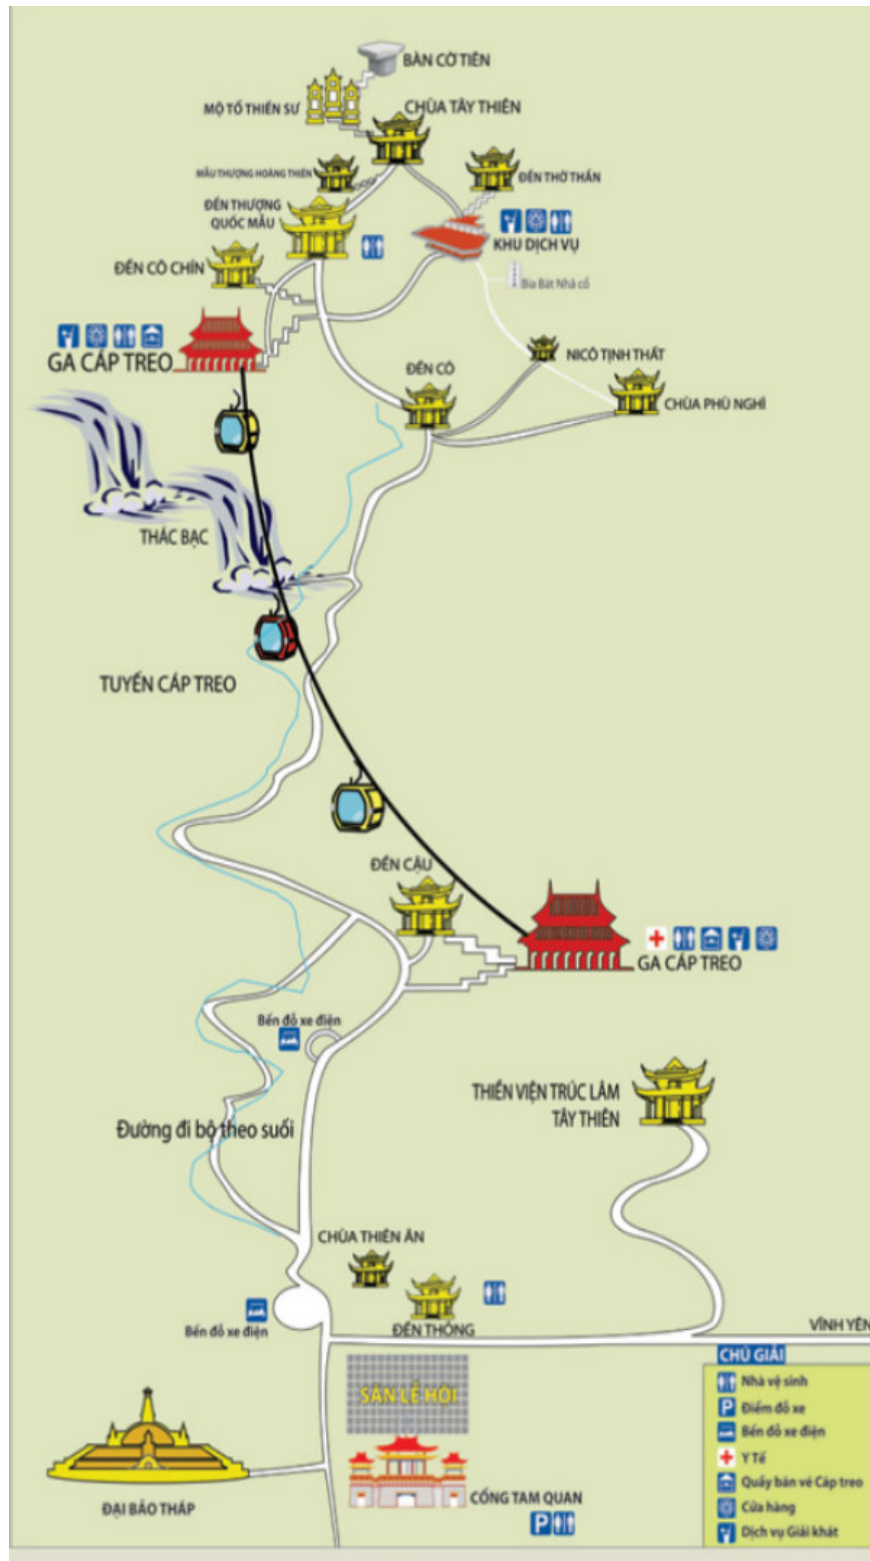 BÀN CỜ TIÊN
MỘ TỔ THIỀN SƯ
CHÙA TÂY THIÊN
MẪU THƯỢNG HOÀNG THIÊN
ĐỀN THỜ THẦN
ĐỀN THƯỢNG
QUỐC MẪU
KHU DỊCH VỤ
ĐỀN CÔ CHÍN
Bia Bát Nhã cổ
GA CÁP TREO
NICÔ TỊNH THẤT
ĐỀN CÔ
CHÙA PHÙ NGHÌ
THÁC BẠC
TUYẾN CÁP TREO
ĐỀN CẬU
GA CÁP TREO
Bến đỗ xe điện
THIỀN VIỆN TRÚC LÂM
TÂY THIÊN
Đường đi bộ theo suối
CHÙA THIÊN ÂN
ĐỀN THÕNG
Bến đỗ xe điện
VĨNH YÊN
CHÚ GIẢI
Nhà vệ sinh
P Điểm đỗ xe
Bến đỗ xe điện
Y Tế
Quầy bán vé Cáp treo
Cửa hàng
Dịch vụ Giải khát
SÂN LỄ HỘI
ĐẠI BẢO THÁP
CỔNG TAM QUAN
P